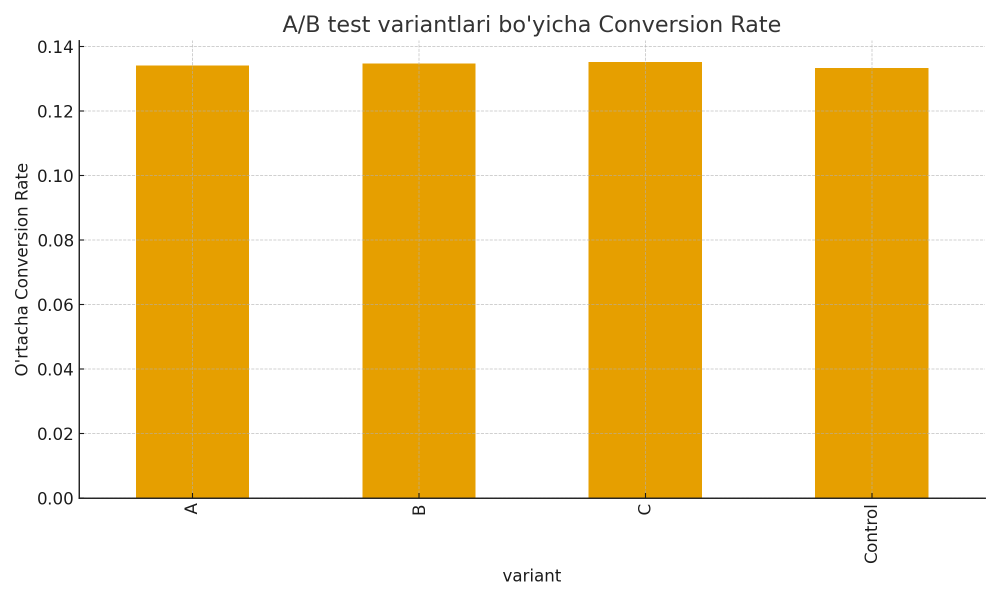 A/B test variantlari bo'yicha Conversion Rate
O'rtacha Conversion Rate
0.14
0.12
0.10
0.08
0.06
0.04
0.02
0.00
A
B
C
Control
variant